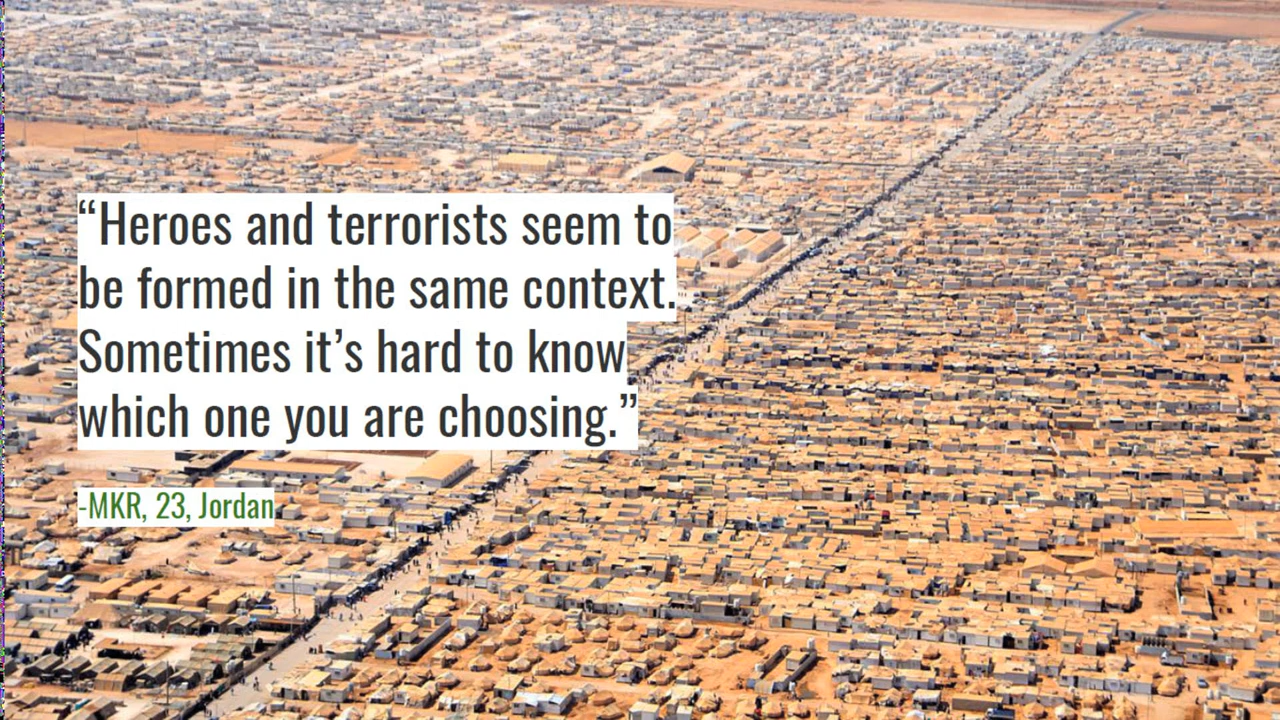 “Heroes and terrorists seem to
be formed in the same context.
Sometimes it’s hard to know
which one you are choosing.”
-MKR, 23, Jordan